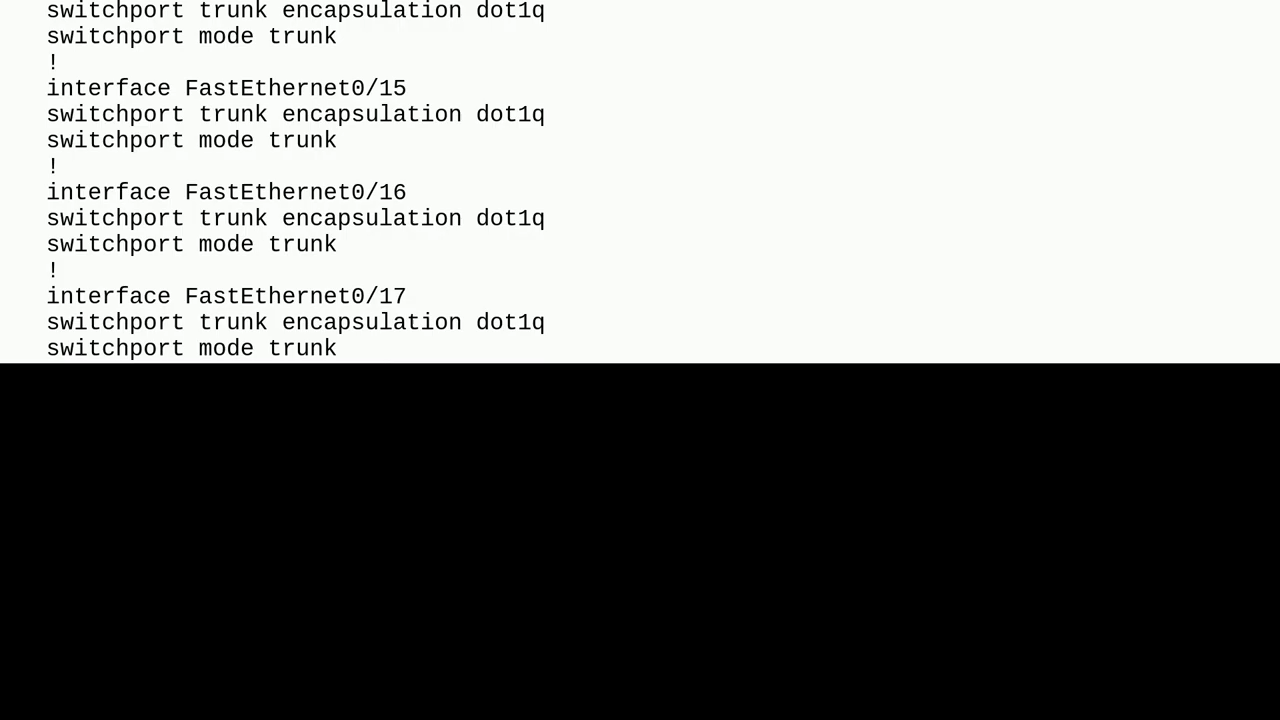 switchport trunk encapsulation dot1q
switchport mode trunk
!
interface FastEthernet0/15
switchport trunk encapsulation dot1q
switchport mode trunk
!
interface FastEthernet0/16
switchport trunk encapsulation dot1q
switchport mode trunk
!
interface FastEthernet0/17
switchport trunk encapsulation dot1q
switchport mode trunk